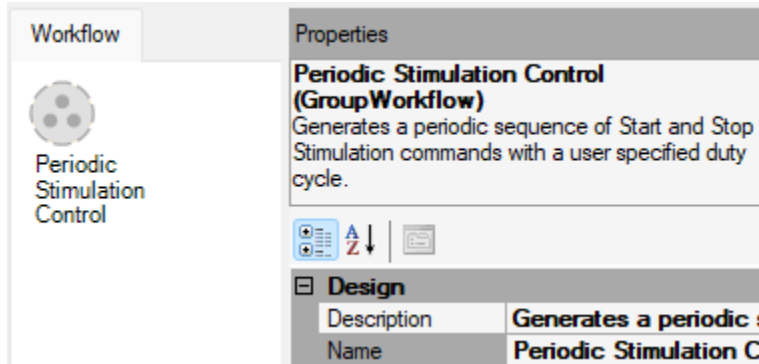 Workflow
Periodic
Stimulation
Control
Properties
Periodic Stimulation Control
(GroupWorkflow)
Generates a periodic sequence of Start and Stop
Stimulation commands with a user specified duty
cycle.
A
Z
Design
Description Generates a periodic
Name Periodic Stimulation C